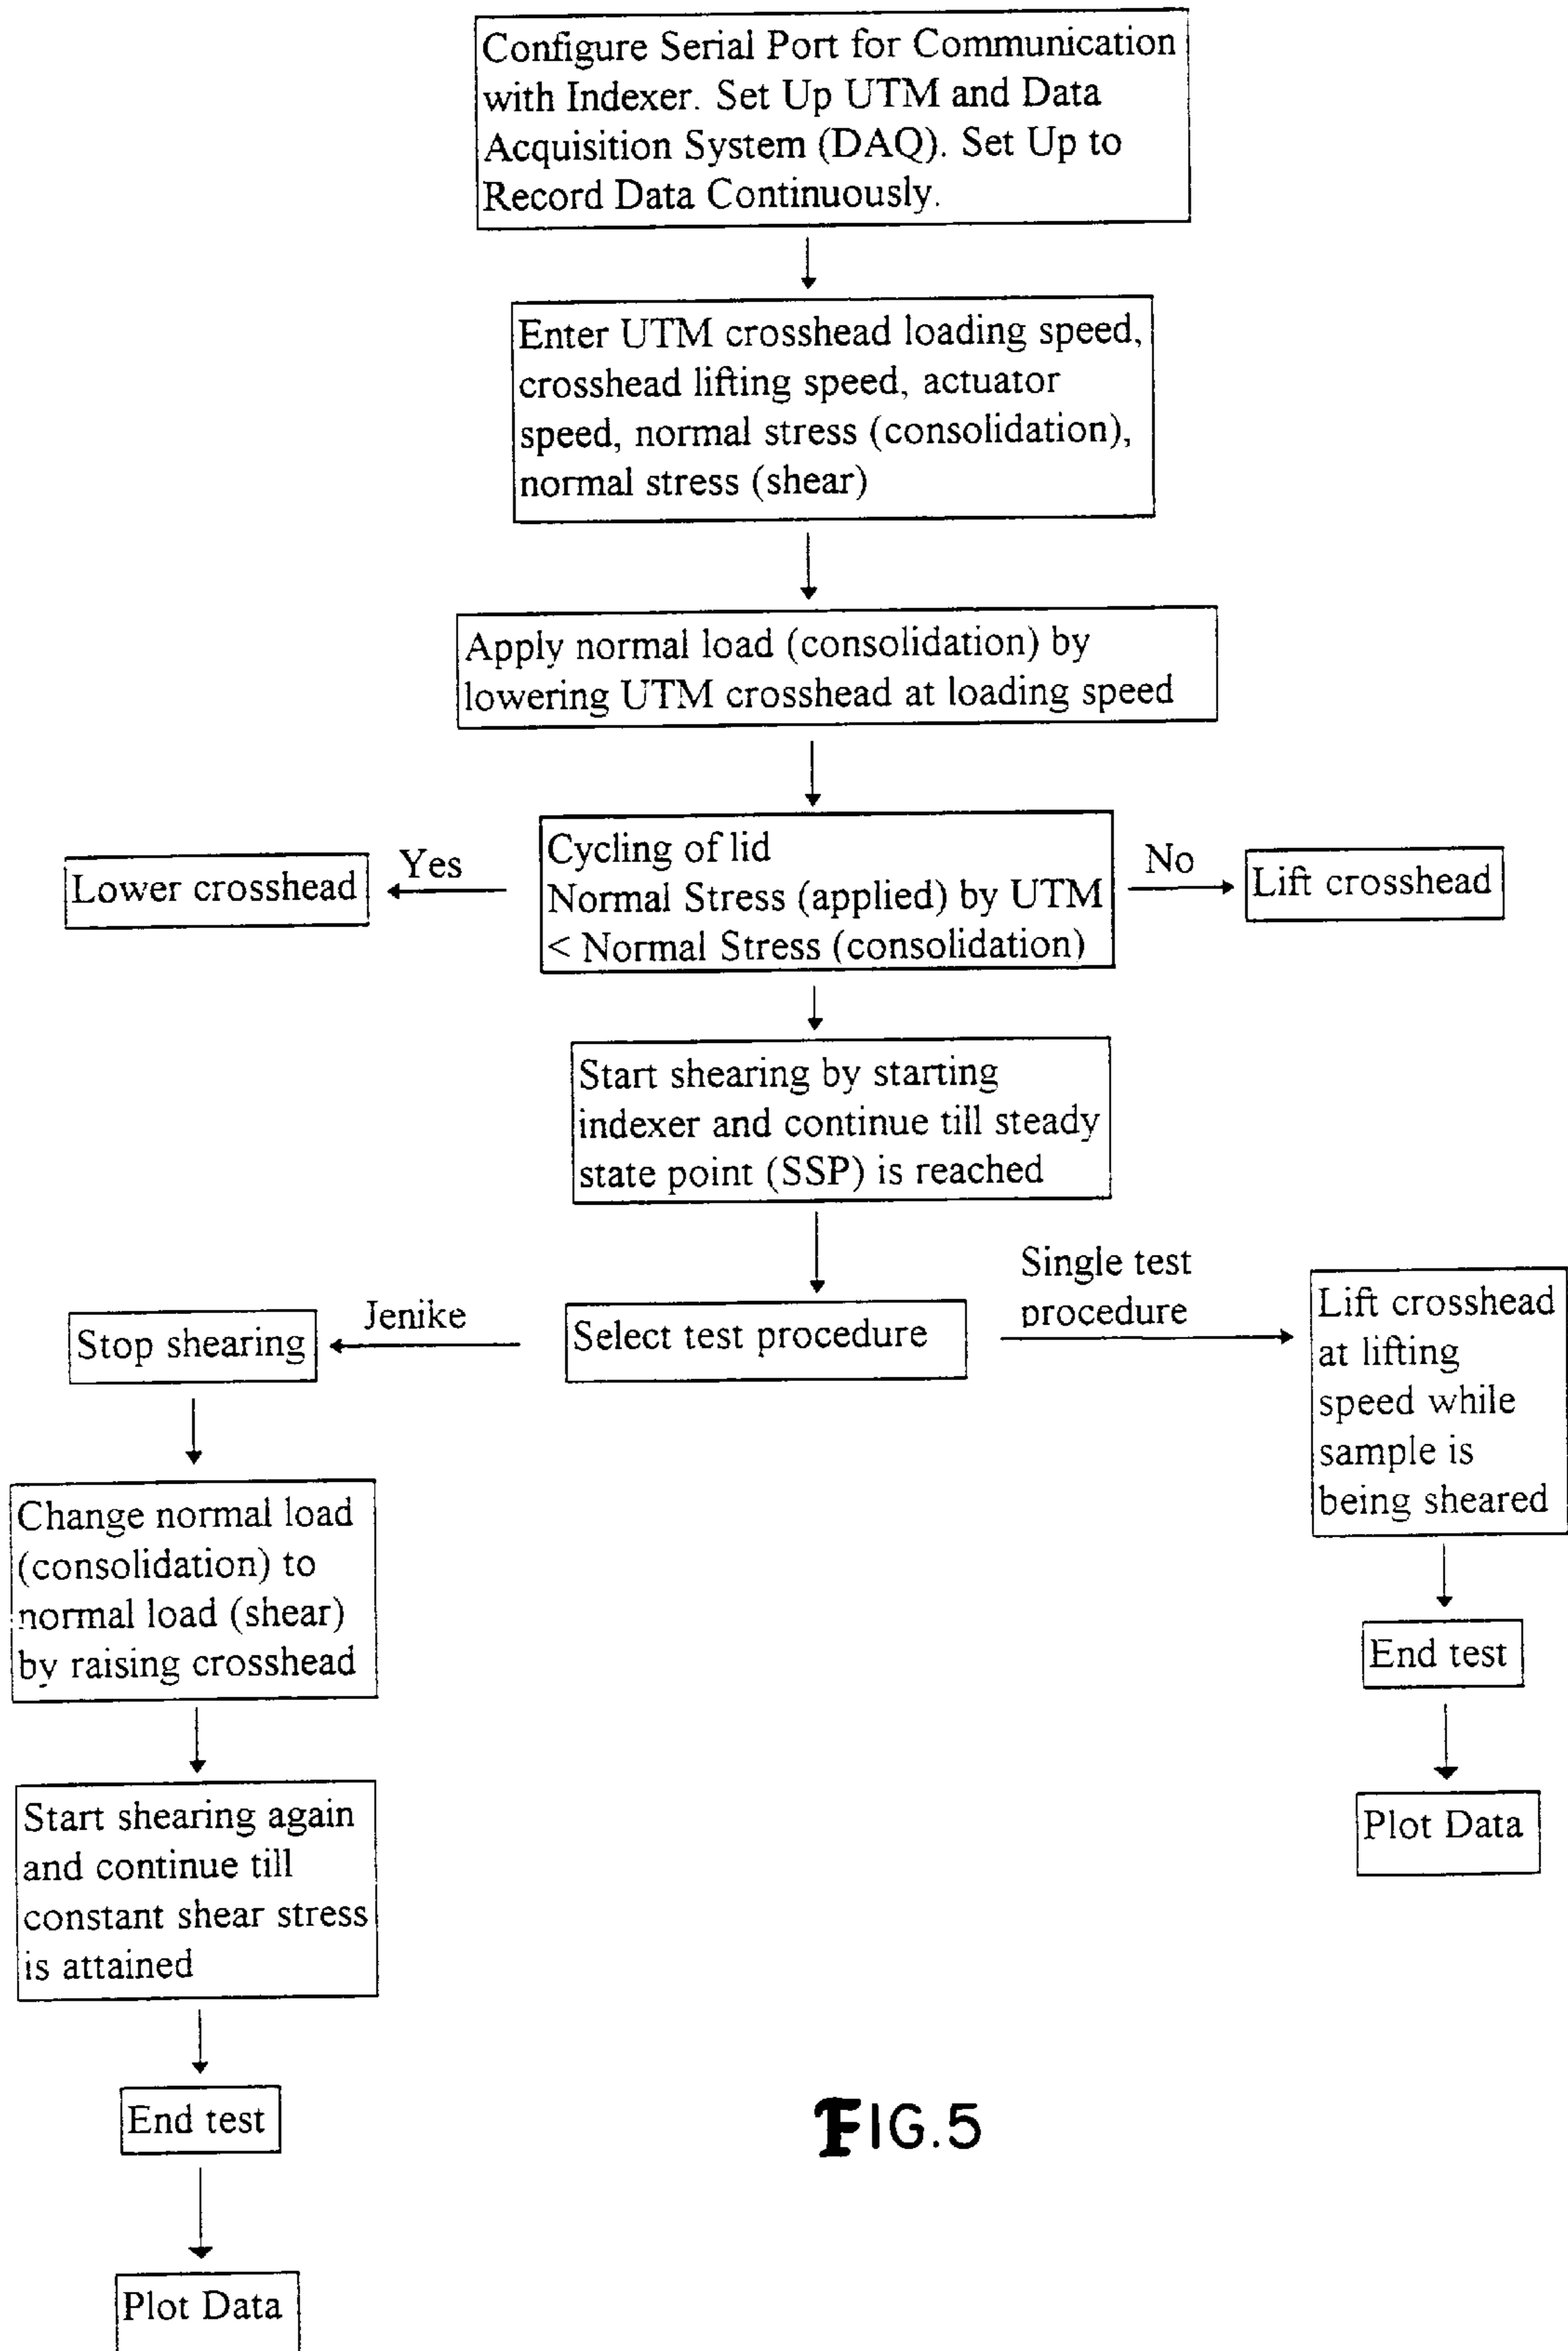 Configure Serial Port for Communication
with Indexer. Set Up UTM and Data
Acquisition System (DAQ). Set Up to
Record Data Continuously.
Enter UTM crosshead loading speed,
crosshead lifting speed, actuator
speed, normal stress (consolidation),
normal stress (shear)
Apply normal load (consolidation) by
lowering UTM crosshead at loading speed
Lower crosshead
Yes
Cycling of lid
Normal Stress (applied) by UTM
< Normal Stress (consolidation)
No
Lift crosshead
Start shearing by starting
indexer and continue till steady
state point (SSP) is reached
Stop shearing
Jenike
Select test procedure
Single test
procedure
Lift crosshead
at lifting
speed while
sample is
being sheared
Change normal load
(consolidation) to
normal load (shear)
by raising crosshead
End test
Plot Data
Start shearing again
and continue till
constant shear stress
is attained
End test
Plot Data
FIG.5